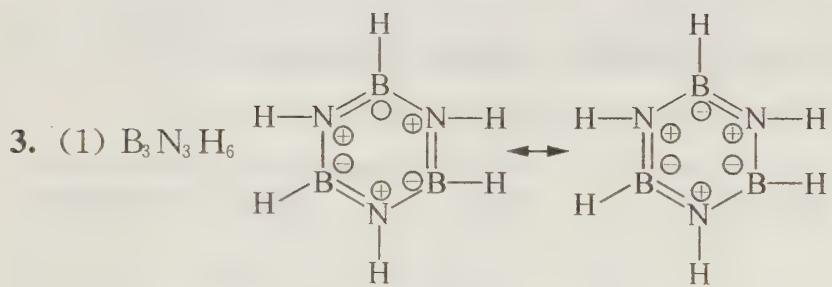 H H
B B
○ ⊖
H—N N—H H—N N—H
⊕ ⊕ ⊕ ⊕
3. (1) B₃N₃H₆ ↔
⊖ ⊖ ⊖ ⊖
B B—H B B—H
⊕ ⊕
H N H N
H H